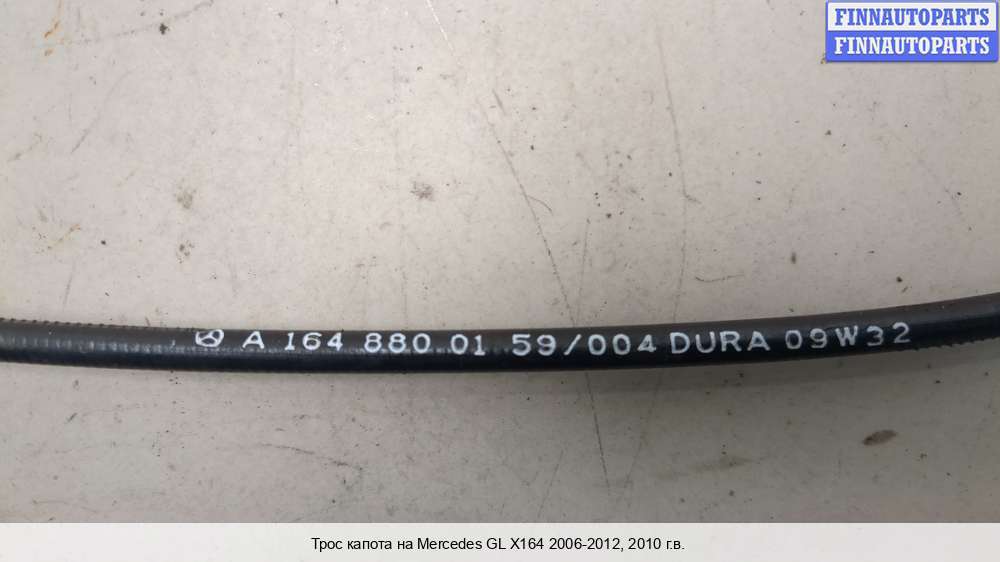 FINNAUTOPARTS
FINNAUTOPARTS
A 164 880 01 59/004 DURA 09W32
Трос капота на Mercedes GL X164 2006-2012, 2010 г.в.